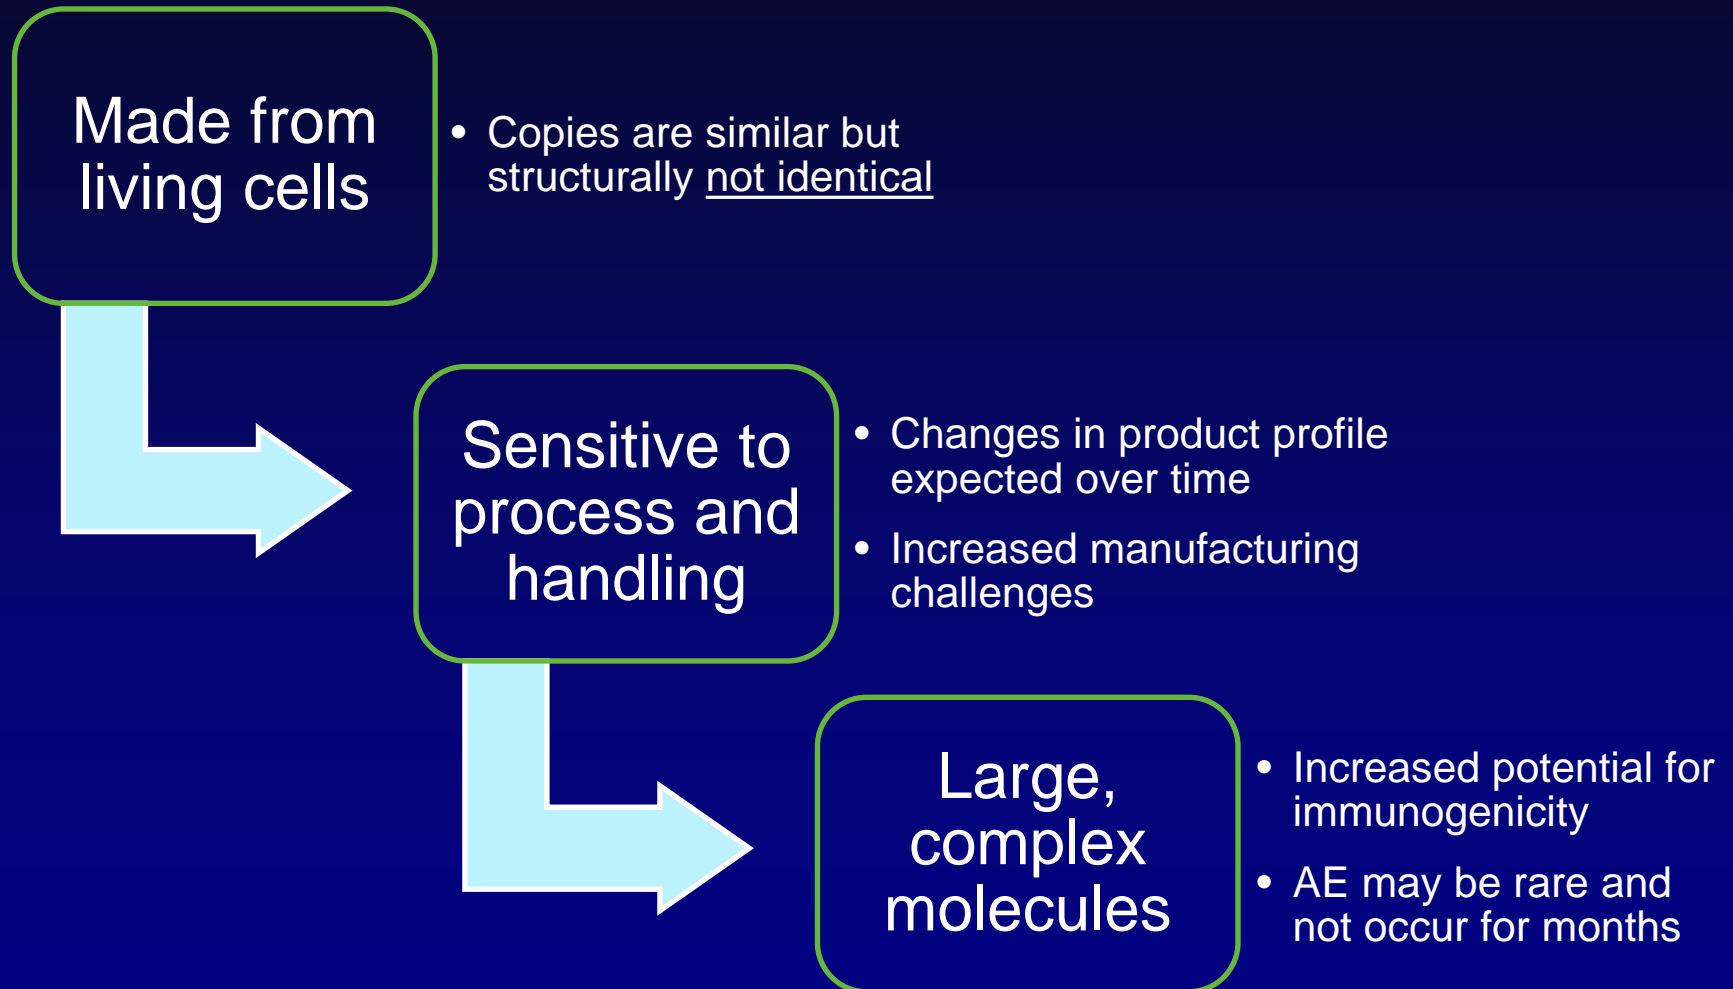 Made from
living cells
• Copies are similar but
structurally not identical
Sensitive to
process and
handling
• Changes in product profile
expected over time
• Increased manufacturing
challenges
Large,
complex
molecules
• Increased potential for
immunogenicity
• AE may be rare and
not occur for months